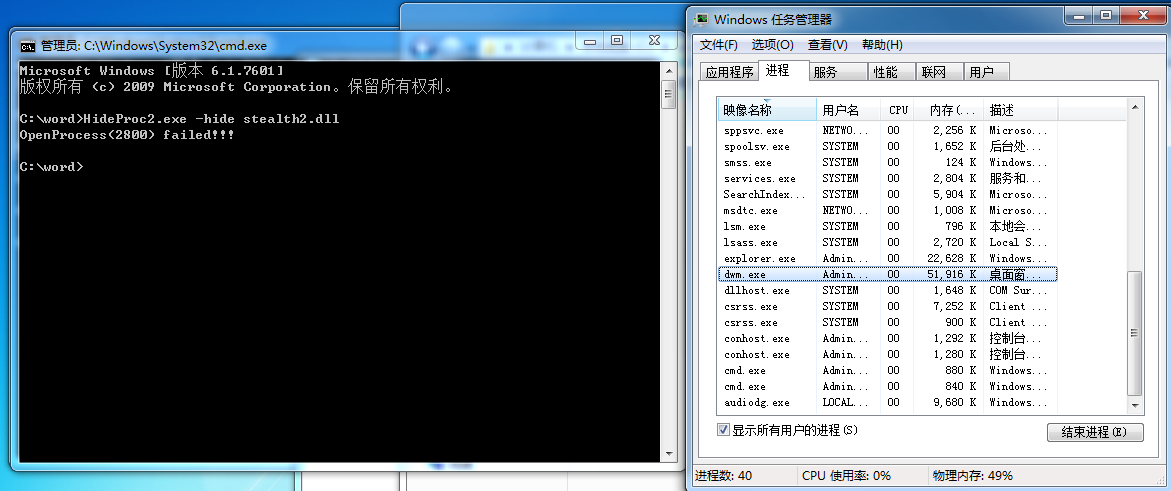 管理员: C:\Windows\System32\cmd.exe
Microsoft Windows [版本 6.1.7601]
版权所有 (c) 2009 Microsoft Corporation。保留所有权利。
C:\word>HideProc2.exe -hide stealth2.dll
OpenProcess(2800) failed!!!
C:\word>
Windows 任务管理器
文件(F) 选项(O) 查看(V) 帮助(H)
应用程序 进程 服务 性能 联网 用户
映像名称 用户名 CPU 内存(... 描述
sppsvc.exe NETWO... 00 2,256 K Microso...
spoolsv.exe SYSTEM 00 1,652 K 后台处...
smss.exe SYSTEM 00 124 K Windows...
services.exe SYSTEM 00 2,804 K 服务和...
SearchIndex... SYSTEM 00 5,904 K Microso...
msdtc.exe NETWO... 00 1,008 K Microso...
lsm.exe SYSTEM 00 796 K 本地会...
lsass.exe SYSTEM 00 2,720 K Local S...
explorer.exe Admin... 00 22,628 K Windows...
dwm.exe Admin... 00 51,916 K 桌面窗...
dllhost.exe SYSTEM 00 1,648 K COM Sur...
csrss.exe SYSTEM 00 7,252 K Client ...
csrss.exe SYSTEM 00 900 K Client ...
conhost.exe Admin... 00 1,292 K 控制台...
conhost.exe Admin... 00 1,280 K 控制台...
cmd.exe Admin... 00 880 K Windows...
cmd.exe Admin... 00 840 K Windows...
audiodg.exe LOCAL... 00 9,680 K Windows...
显示所有用户的进程(S) 结束进程(E)
进程数: 40 CPU 使用率: 0% 物理内存: 49%